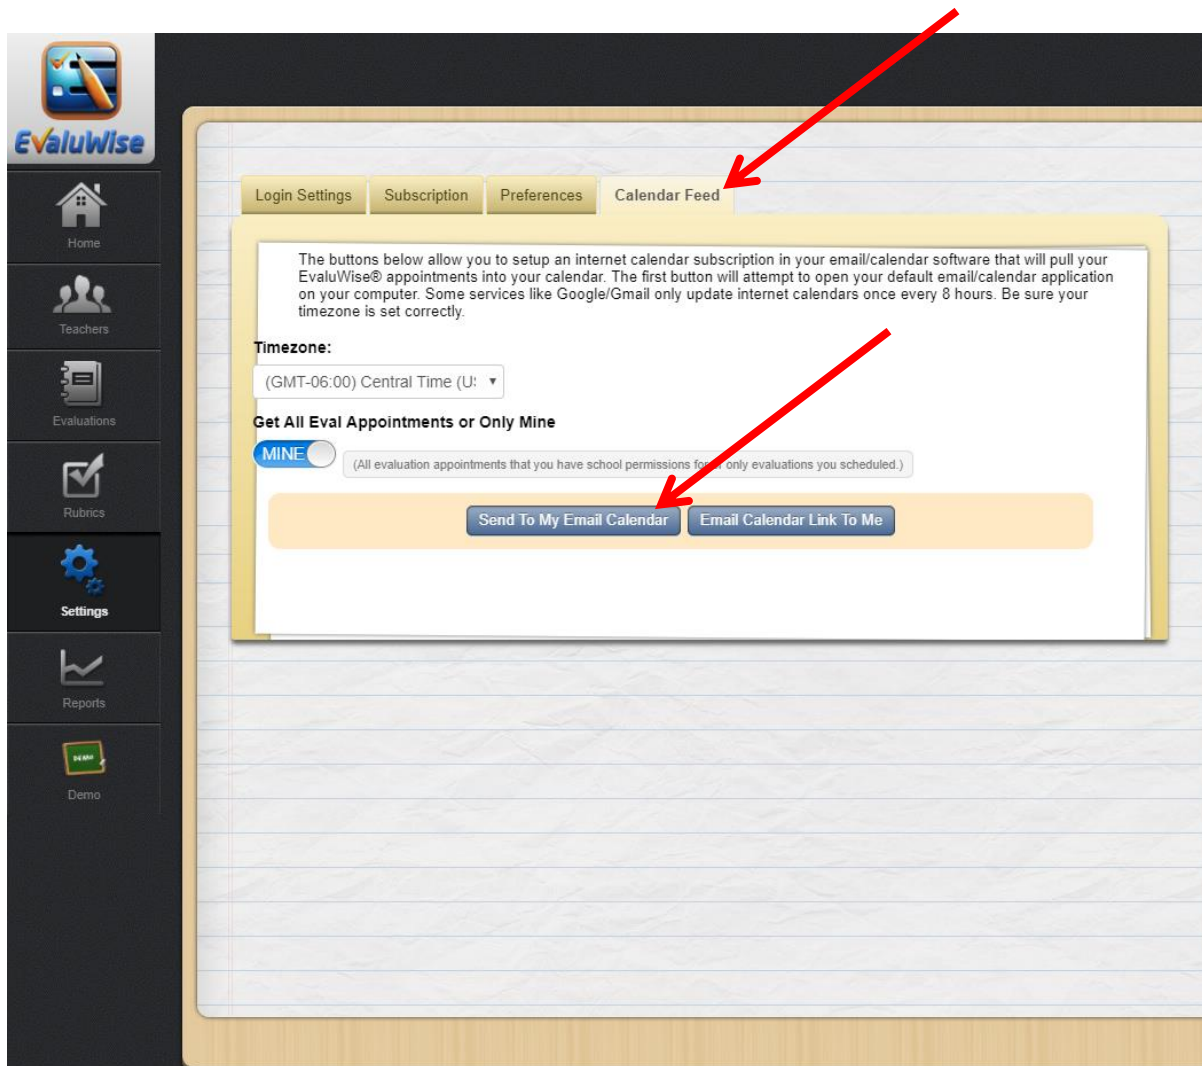 EvaluWise
Home
Teachers
Evaluations
Rubrics
Settings
Reports
DEMO
Demo
Login Settings
Subscription
Preferences
Calendar Feed
The buttons below allow you to setup an internet calendar subscription in your email/calendar software that will pull your
EvaluWise® appointments into your calendar. The first button will attempt to open your default email/calendar application
on your computer. Some services like Google/Gmail only update internet calendars once every 8 hours. Be sure your
timezone is set correctly.
Timezone:
(GMT-06:00) Central Time (U
Get All Eval Appointments or Only Mine
MINE
(All evaluation appointments that you have school permissions for or only evaluations you scheduled.)
Send To My Email Calendar
Email Calendar Link To Me